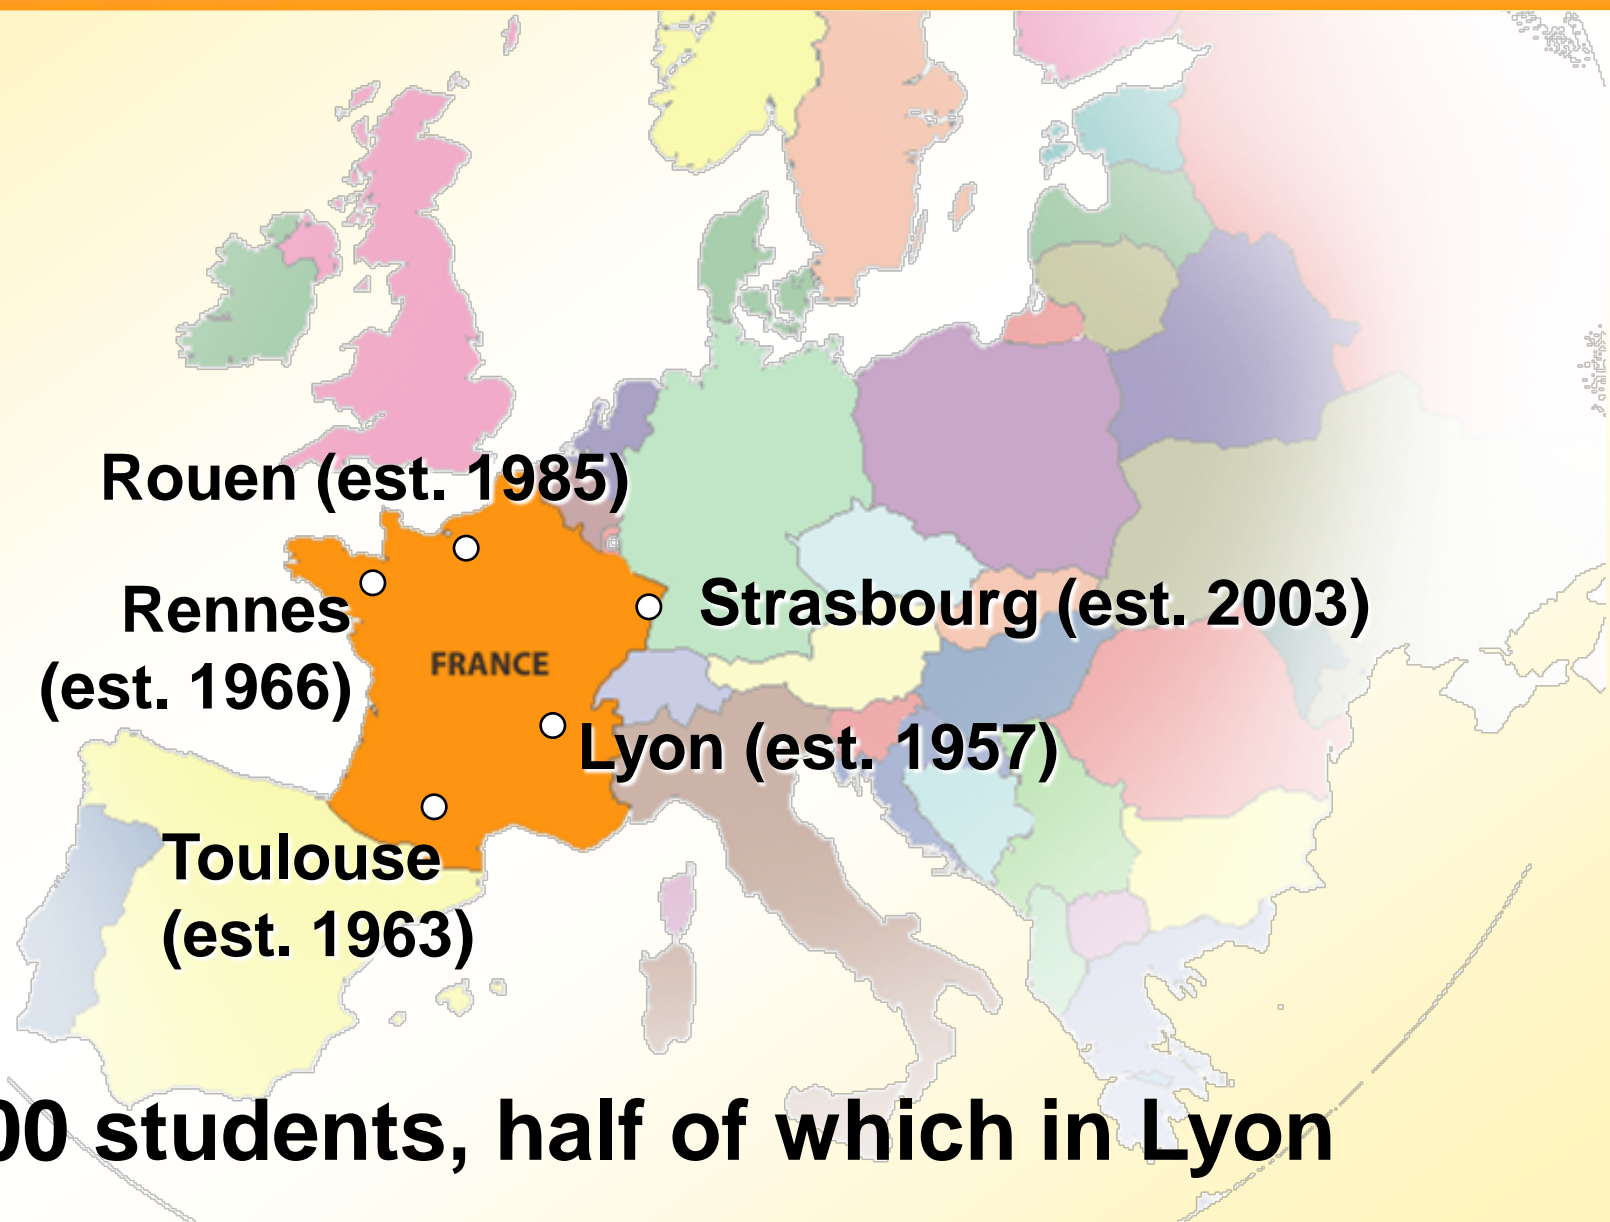 Rouen (est. 1985)
Rennes
(est. 1966)
Strasbourg (est. 2003)
FRANCE
Lyon (est. 1957)
Toulouse
(est. 1963)
00 students, half of which in Lyon